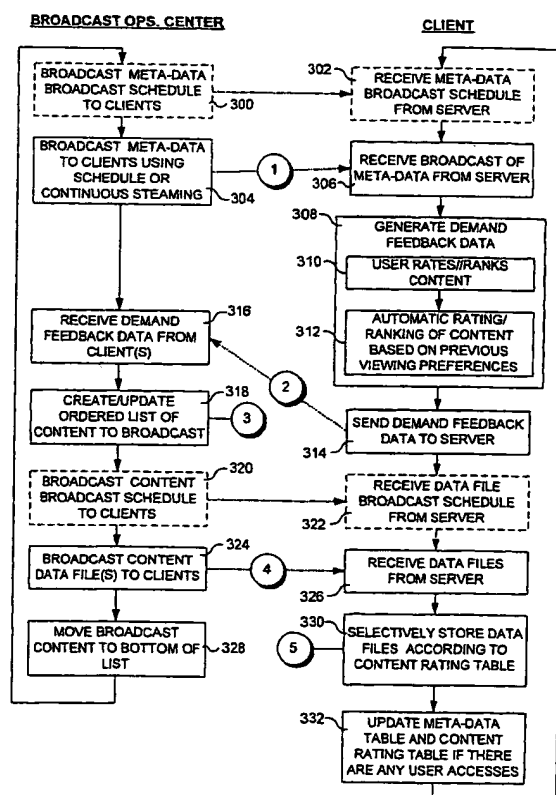 BROADCAST OPS. CENTER
CLIENT
BROADCAST META-DATA
BROADCAST SCHEDULE
TO CLIENTS
300
302
RECEIVE META-DATA
BROADCAST SCHEDULE
FROM SERVER
BROADCAST META-DATA
TO CLIENTS USING
SCHEDULE OR
CONTINUOUS STEAMING
304
1
RECEIVE BROADCAST OF
META-DATA FROM SERVER
306
308
GENERATE DEMAND
FEEDBACK DATA
310
USER RATES//RANKS
CONTENT
312
AUTOMATIC RATING/
RANKING OF CONTENT
BASED ON PREVIOUS
VIEWING PREFERENCES
316
RECEIVE DEMAND
FEEDBACK DATA FROM
CLIENT(S)
2
318
CREATE/UPDATE
ORDERED LIST OF
CONTENT TO BROADCAST
3
SEND DEMAND FEEDBACK
DATA TO SERVER
314
320
BROADCAST CONTENT
BROADCAST SCHEDULE
TO CLIENTS
RECEIVE DATA FILE
BROADCAST SCHEDULE
FROM SERVER
322
324
BROADCAST CONTENT
DATA FILE(S) TO CLIENTS
4
RECEIVE DATA FILES
FROM SERVER
326
MOVE BROADCAST
CONTENT TO BOTTOM OF
LIST
328
330
SELECTIVELY STORE DATA
FILES ACCORDING TO
CONTENT RATING TABLE
5
332
UPDATE META-DATA
TABLE AND CONTENT
RATING TABLE IF THERE
ARE ANY USER ACCESSES